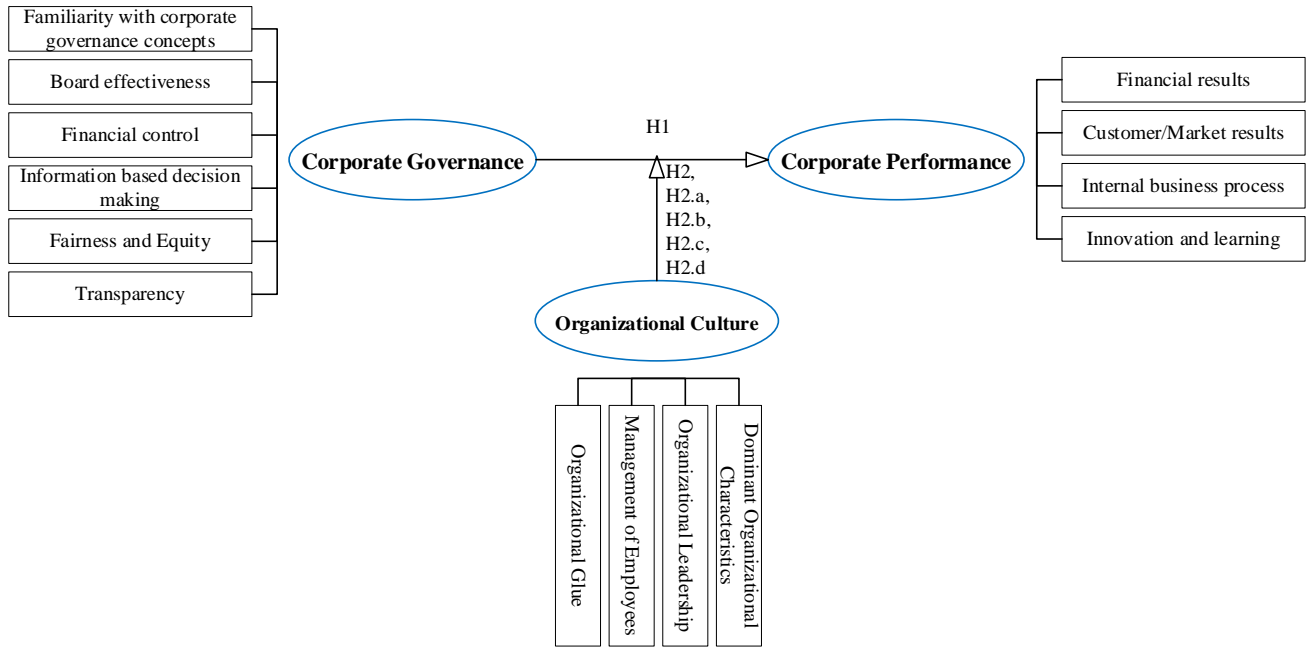 Familiarity with corporate
governance concepts
Board effectiveness
Financial control
Information based decision
making
Fairness and Equity
Transparency
Corporate Governance
H1
H2,
H2.a,
H2.b,
H2.c,
H2.d
Corporate Performance
Financial results
Customer/Market results
Internal business process
Innovation and learning
Organizational Culture
Organizational Glue
Management of Employees
Organizational Leadership
Dominant Organizational
Characteristics